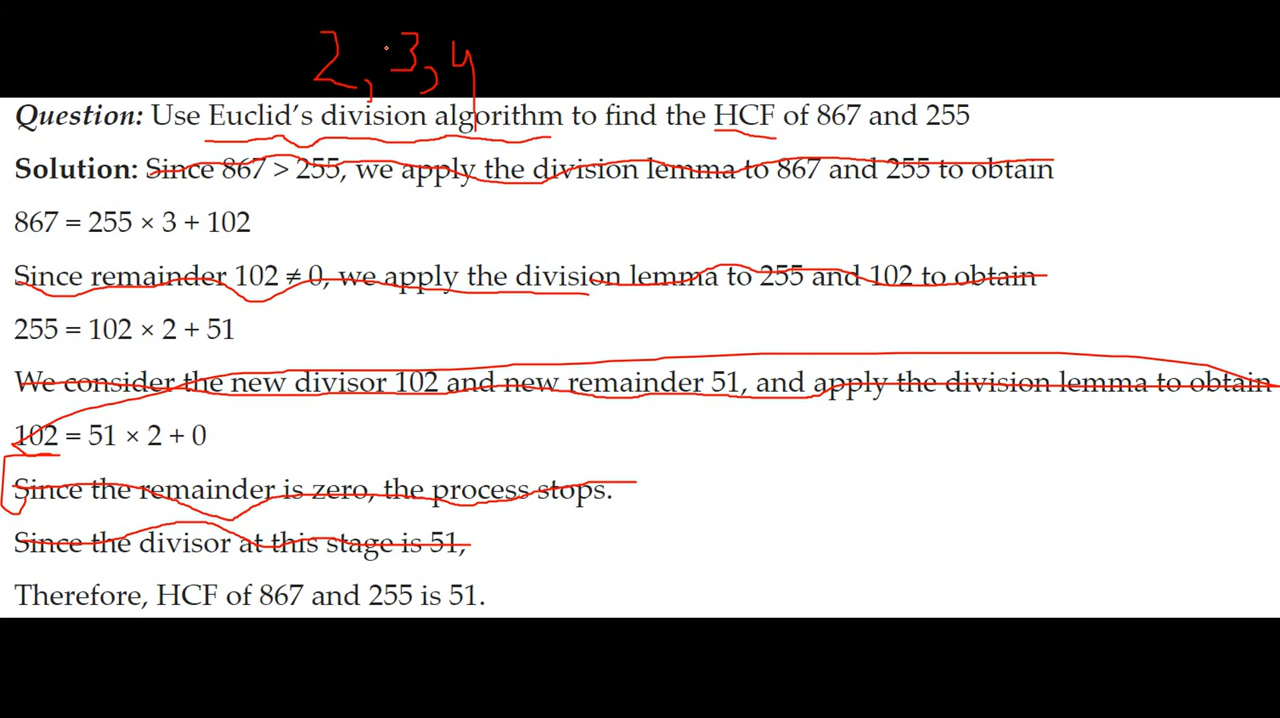 2, 3, 4
Question: Use Euclid's division algorithm to find the HCF of 867 and 255
Solution: Since 867 > 255, we apply the division lemma to 867 and 255 to obtain
867 = 255 × 3 + 102
Since remainder 102 ≠ 0, we apply the division lemma to 255 and 102 to obtain
255 = 102 × 2 + 51
We consider the new divisor 102 and new remainder 51, and apply the division lemma to obtain
102 = 51 × 2 + 0
Since the remainder is zero, the process stops.
Since the divisor at this stage is 51,
Therefore, HCF of 867 and 255 is 51.